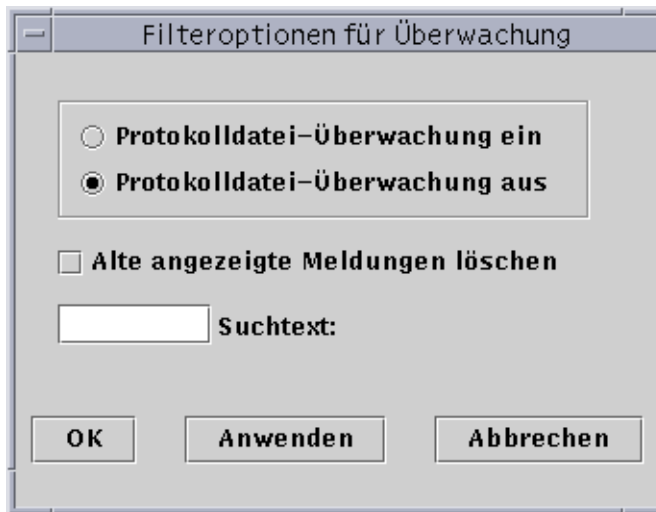 Filteroptionen für Überwachung
Protokolldatei-Überwachung ein
Protokolldatei-Überwachung aus
Alte angezeigte Meldungen löschen
Suchtext:
OK Anwenden Abbrechen